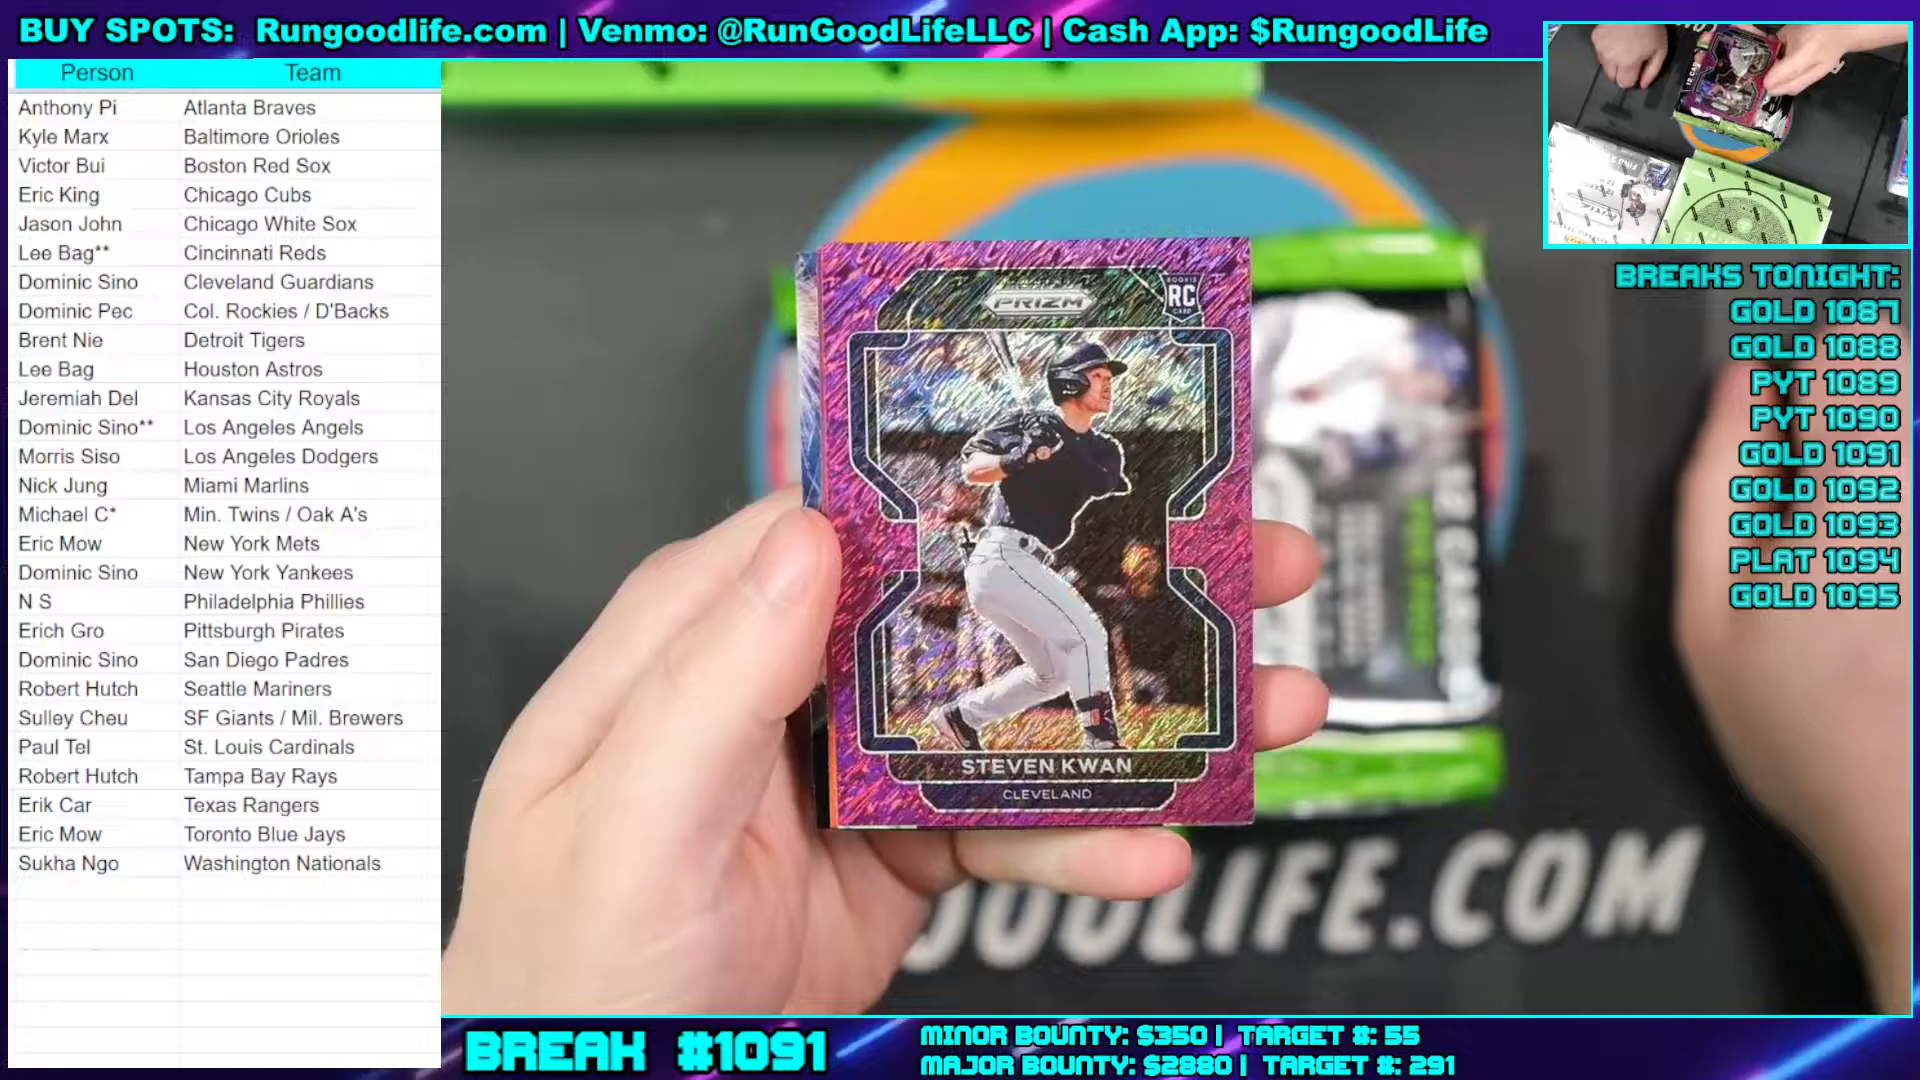 BUY SPOTS: Rungoodlife.com | Venmo: @RunGoodLifeLLC | Cash App: $RungoodLife
Person Team
Anthony Pi Atlanta Braves
Kyle Marx Baltimore Orioles
Victor Bui Boston Red Sox
Eric King Chicago Cubs
Jason John Chicago White Sox
Lee Bag** Cincinnati Reds
Dominic Sino Cleveland Guardians
Dominic Pec Col. Rockies / D'Backs
Brent Nie Detroit Tigers
Lee Bag Houston Astros
Jeremiah Del Kansas City Royals
Dominic Sino** Los Angeles Angels
Morris Siso Los Angeles Dodgers
Nick Jung Miami Marlins
Michael C* Min. Twins / Oak A's
Eric Mow New York Mets
Dominic Sino New York Yankees
N S Philadelphia Phillies
Erich Gro Pittsburgh Pirates
Dominic Sino San Diego Padres
Robert Hutch Seattle Mariners
Sulley Cheu SF Giants / Mil. Brewers
Paul Tel St. Louis Cardinals
Robert Hutch Tampa Bay Rays
Erik Car Texas Rangers
Eric Mow Toronto Blue Jays
Sukha Ngo Washington Nationals
PRIZM
ROOKIE
RC
CARD
STEVEN KWAN
CLEVELAND
12 CARDS
OODLIFE.COM
BREAKS TONIGHT:
GOLD 1087
GOLD 1088
PYT 1089
PYT 1090
GOLD 1091
GOLD 1092
GOLD 1093
PLAT 1094
GOLD 1095
BREAK #1091
MINOR BOUNTY: $350 | TARGET #: 55
MAJOR BOUNTY: $2880 | TARGET #: 291